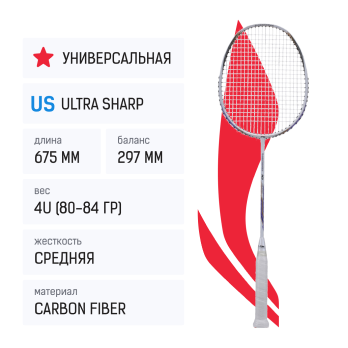 УНИВЕРСАЛЬНАЯ
US ULTRA SHARP
длина
675 ММ
баланс
297 ММ
вес
4U (80–84 ГР)
жесткость
СРЕДНЯЯ
материал
CARBON FIBER